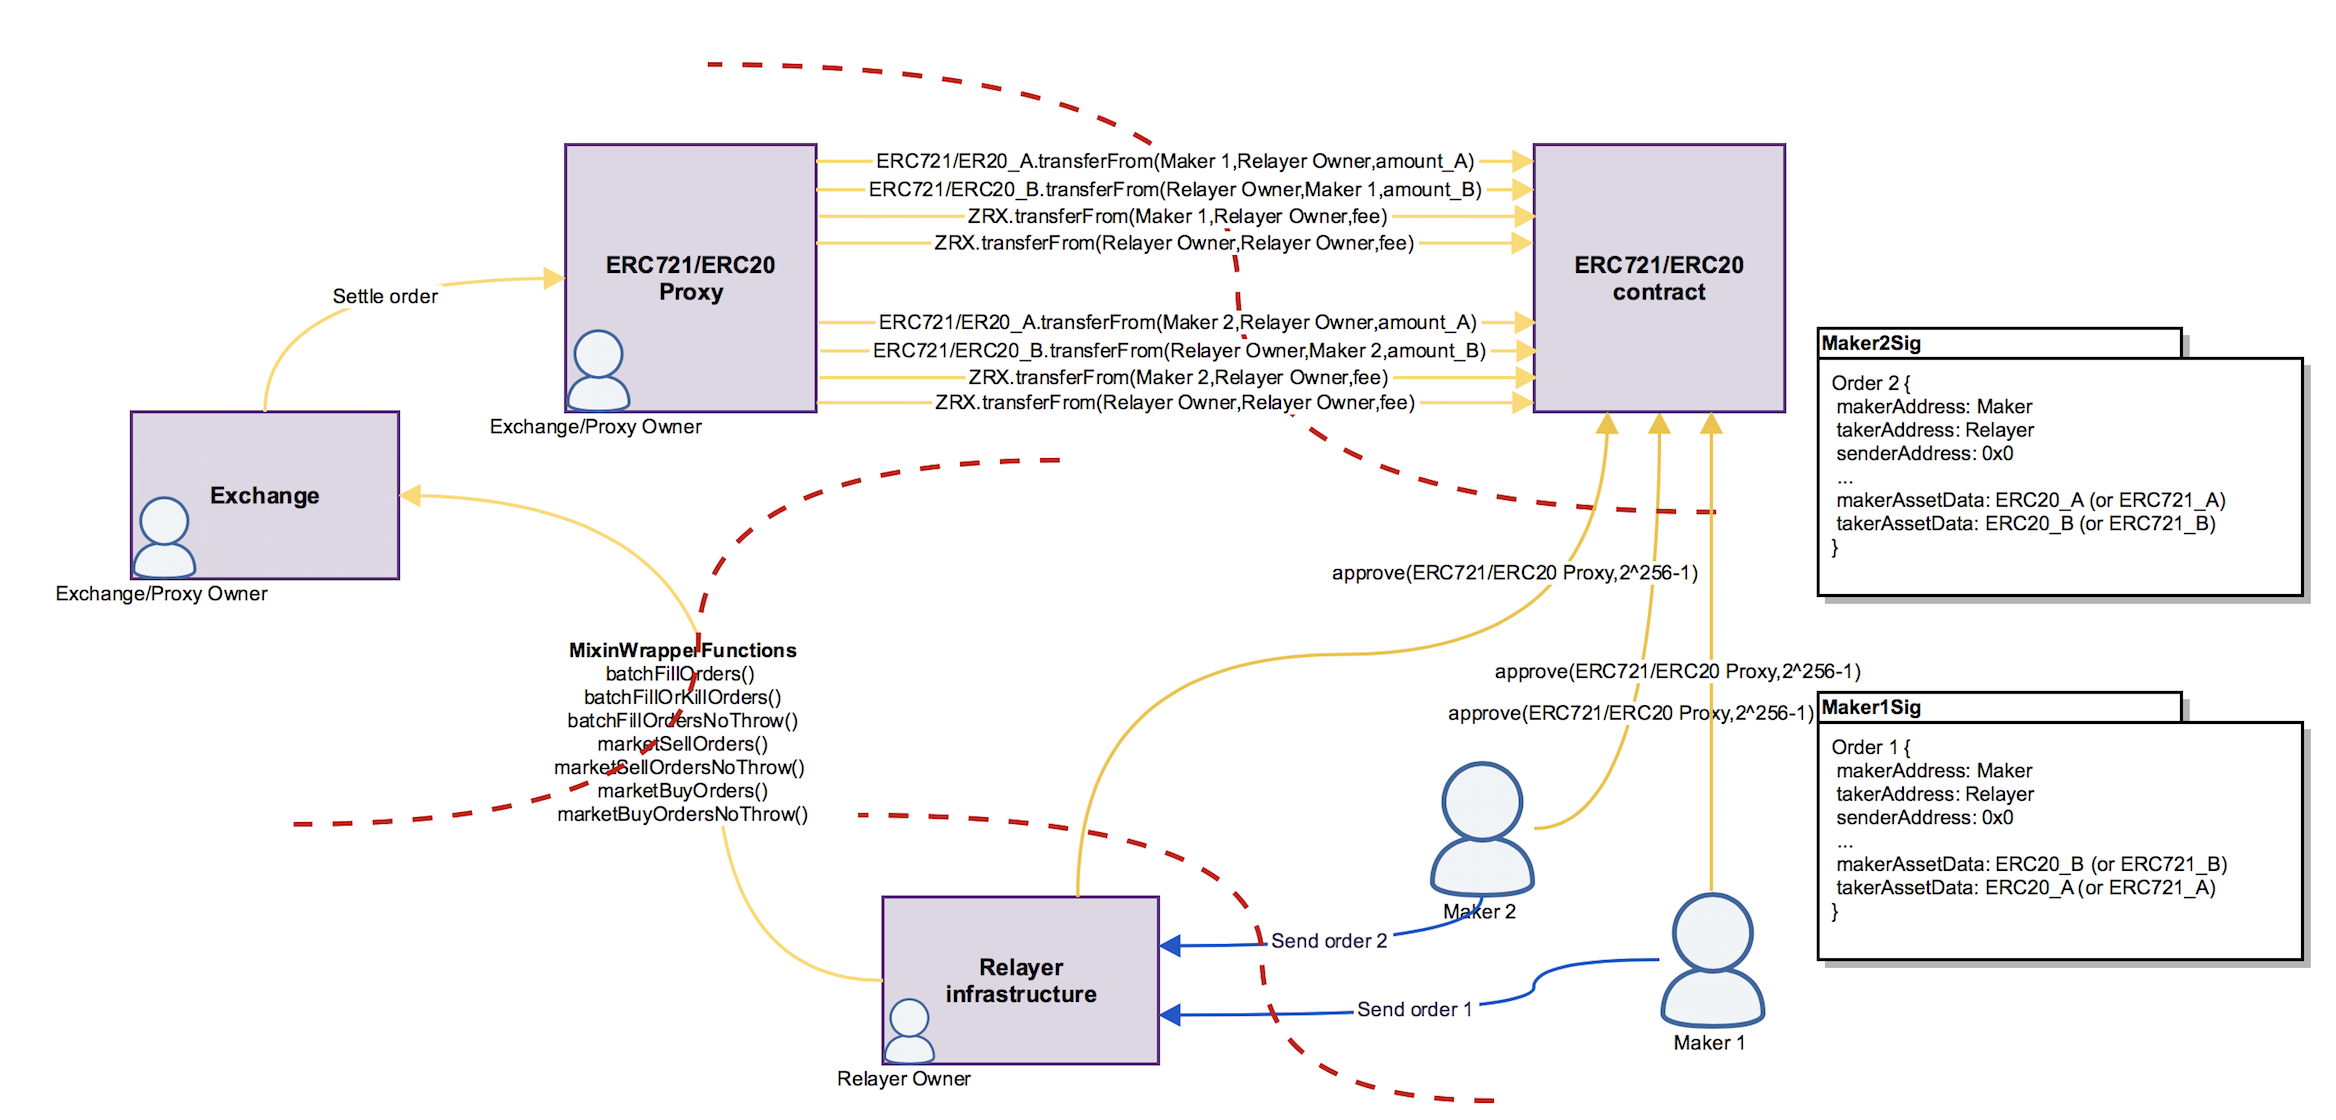 ERC721/ER20_A.transferFrom(Maker 1,Relayer Owner,amount_A)
ERC721/ERC20_B.transferFrom(Relayer Owner,Maker 1,amount_B)
ZRX.transferFrom(Maker 1,Relayer Owner,fee)
ZRX.transferFrom(Relayer Owner,Relayer Owner,fee)
ERC721/ERC20
Proxy
ERC721/ERC20
contract
Settle order
ERC721/ER20_A.transferFrom(Maker 2,Relayer Owner,amount_A)
ERC721/ERC20_B.transferFrom(Relayer Owner,Maker 2,amount_B)
ZRX.transferFrom(Maker 2,Relayer Owner,fee)
ZRX.transferFrom(Relayer Owner,Relayer Owner,fee)
Exchange/Proxy Owner
Maker2Sig
Order 2 {
makerAddress: Maker
takerAddress: Relayer
senderAddress: 0x0
...
makerAssetData: ERC20_A (or ERC721_A)
takerAssetData: ERC20_B (or ERC721_B)
}
Exchange
Exchange/Proxy Owner
approve(ERC721/ERC20 Proxy,2^256-1)
MixinWrapperFunctions
batchFillOrders()
batchFillOrKillOrders()
batchFillOrdersNoThrow()
marketSellOrders()
marketSellOrdersNoThrow()
marketBuyOrders()
marketBuyOrdersNoThrow()
approve(ERC721/ERC20 Proxy,2^256-1)
approve(ERC721/ERC20 Proxy,2^256-1)
Maker1Sig
Order 1 {
makerAddress: Maker
takerAddress: Relayer
senderAddress: 0x0
...
makerAssetData: ERC20_B (or ERC721_B)
takerAssetData: ERC20_A (or ERC721_A)
}
Maker 2
Send order 2
Relayer
infrastructure
Send order 1
Maker 1
Relayer Owner